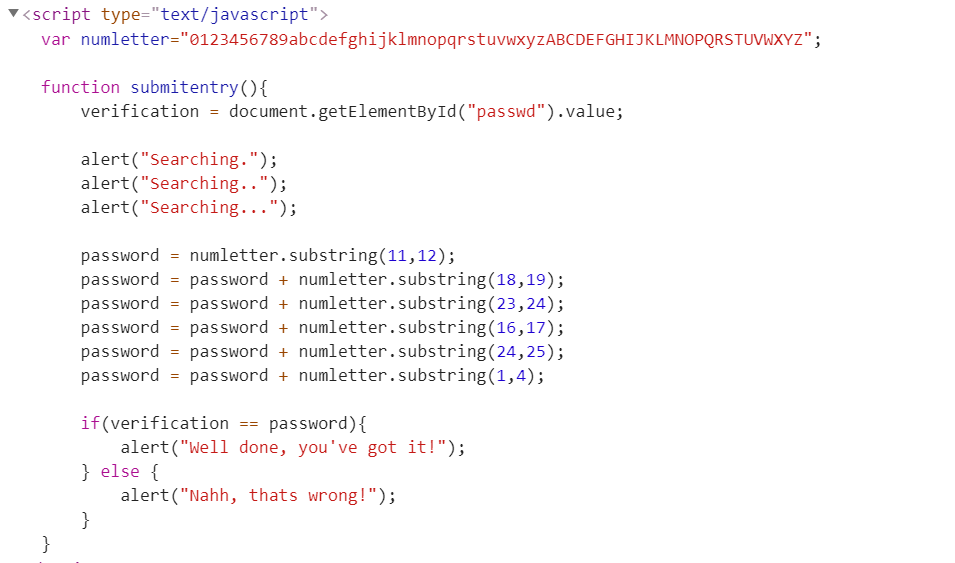 ▼<script type="text/javascript">
var numletter="0123456789abcdefghijklmnopqrstuvwxyzABCDEFGHIJKLMNOPQRSTUVWXYZ";
function submitentry(){
verification = document.getElementById("passwd").value;
alert("Searching.");
alert("Searching..");
alert("Searching...");
password = numletter.substring(11,12);
password = password + numletter.substring(18,19);
password = password + numletter.substring(23,24);
password = password + numletter.substring(16,17);
password = password + numletter.substring(24,25);
password = password + numletter.substring(1,4);
if(verification == password){
alert("Well done, you've got it!");
} else {
alert("Nahh, thats wrong!");
}
}